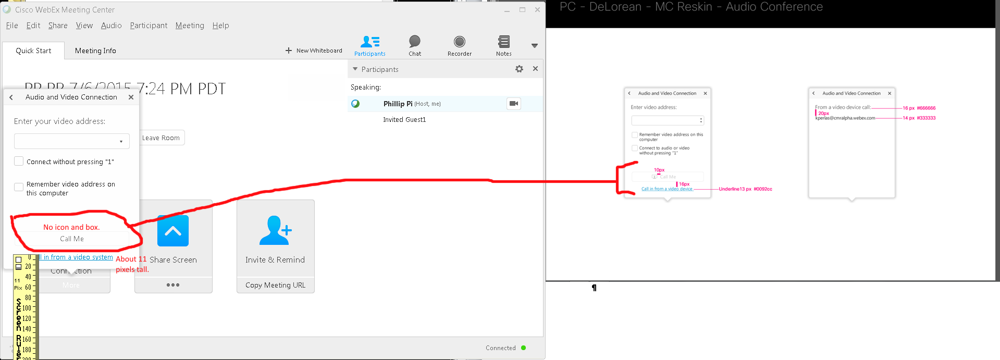 Cisco WebEx Meeting Center
File Edit Share View Audio Participant Meeting Help
Quick Start
Meeting Info
New Whiteboard
Participants
Chat
Recorder
Notes
Participants
Speaking:
Phillip Pi (Host, me)
Invited Guest1
7/6/2015 7:24 PM PDT
Audio and Video Connection
Enter your video address:
Leave Room
Connect without pressing "1"
Remember video address on
this computer
No icon and box.
Call Me
in from a video system
About 11
pixels tall.
Connection
More
Share Screen
Invite & Remind
Copy Meeting URL
0
20
40
11
Pix
60
80
100
120
140
160
180
200
Screen Ruler
Connected
PC - DeLorean - MC Reskin - Audio Conference
Audio and Video Connection
Enter video address:
Remember video address on this
computer
Connect to audio or video
without pressing "1"
10px
Call Me
16px
Call in from a video device
Underline13 px #0092cc
Audio and Video Connection
From a video device call:
16 px #666666
20px
kperlas@cmralpha.webex.com
14 px #333333
¶